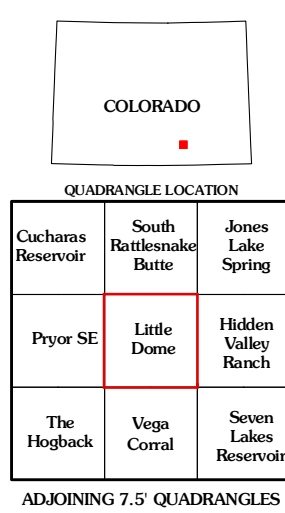 COLORADO
QUADRANGLE LOCATION
Cucharas
Reservoir
South
Rattlesnake
Butte
Jones
Lake
Spring
Pryor SE
Little
Dome
Hidden
Valley
Ranch
The
Hogback
Vega
Corral
Seven
Lakes
Reservoir
ADJOINING 7.5' QUADRANGLES